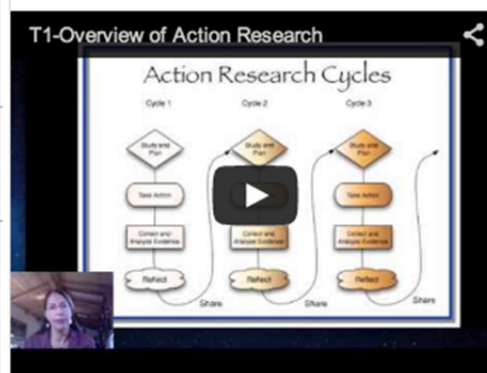 T1-Overview of Action Research
Action Research Cycles
Cycle 1
Cycle 2
Cycle 3
Study and
Plan
Study and
Plan
Study and
Plan
Take Action
Take Action
Collect and
Analyze Evidence
Collect and
Analyze Evidence
Collect and
Analyze Evidence
Reflect
Reflect
Reflect
Share
Share
Share